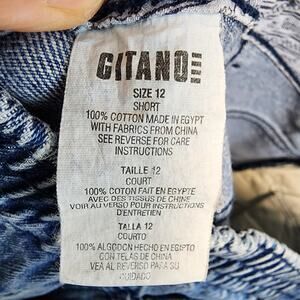 GITANO
SIZE 12
SHORT
100% COTTON MADE IN EGYPT
WITH FABRICS FROM CHINA
SEE REVERSE FOR CARE
INSTRUCTIONS
TAILLE 12
COURT
100% COTON FAIT EN EGYPTE
AVEC DES TISSUS DE CHINE
VOIR AU VERSO POUR INSTRUCTIONS
D'ENTRETIEN
TALLA 12
CORTO
100% ALGODON HECHO EN EGIPTO
CON TELAS DE CHINA
VEA AL REVERSO PARA SU
CUIDADO